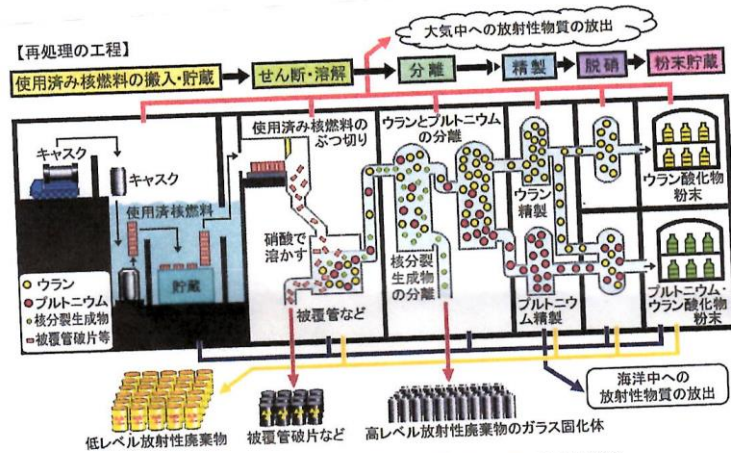 大気中への放射性物質の放出
【再処理の工程】
使用済み核燃料の搬入・貯蔵
せん断・溶解
分離
精製
脱硝
粉末貯蔵
キャスク
キャスク
使用済核燃料
貯蔵
ウラン
プルトニウム
核分裂生成物
被覆管破片等
使用済み核燃料の
ぶつ切り
硝酸で
溶かす
被覆管など
ウランとプルトニウム
の分離
核分裂
生成物
の分離
ウラン
精製
プルトニ
ウム精製
ウラン酸化物
粉末
プルトニウム・
ウラン酸化物
粉末
低レベル放射性廃棄物
被覆管破片など
高レベル放射性廃棄物のガラス固化体
海洋中への
放射性物質の放出